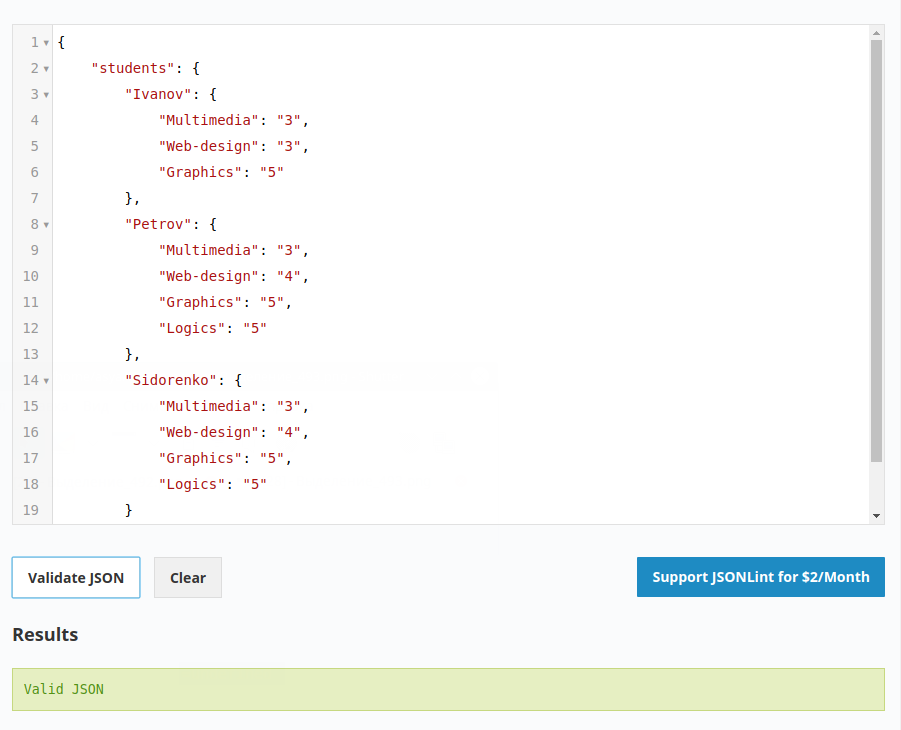 1 {
2 "students": {
3 "Ivanov": {
4 "Multimedia": "3",
5 "Web-design": "3",
6 "Graphics": "5"
7 },
8 "Petrov": {
9 "Multimedia": "3",
10 "Web-design": "4",
11 "Graphics": "5",
12 "Logics": "5"
13 },
14 "Sidorenko": {
15 "Multimedia": "3",
16 "Web-design": "4",
17 "Graphics": "5",
18 "Logics": "5"
19 }
Validate JSON Clear Support JSONLint for $2/Month
Results
Valid JSON